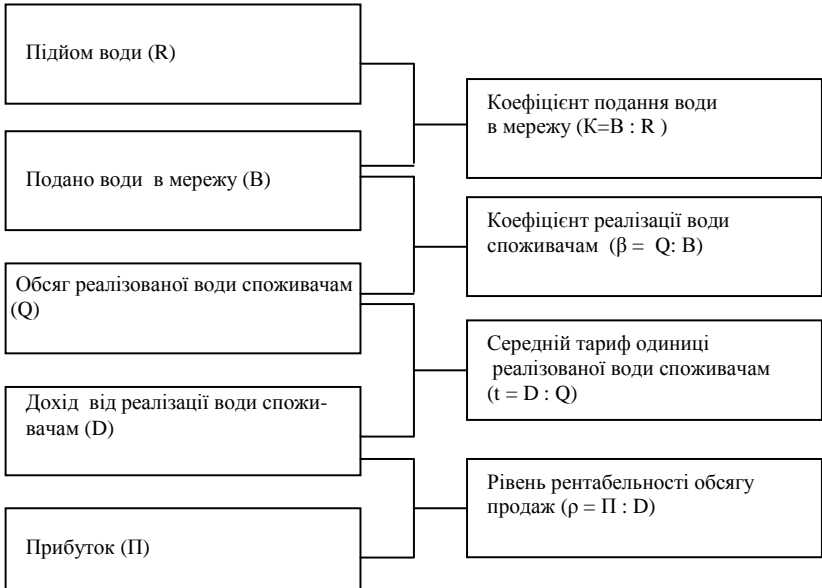 Підйом води (R)
Подано води в мережу (В)
Обсяг реалізованої води споживачам
(Q)
Дохід від реалізації води спожи-
вачам (D)
Прибуток (П)
Коефіцієнт подання води
в мережу (К=В : R )
Коефіцієнт реалізації води
споживачам (β = Q: В)
Середній тариф одиниці
реалізованої води споживачам
(t = D : Q)
Рівень рентабельності обсягу
продаж (ρ = П : D)